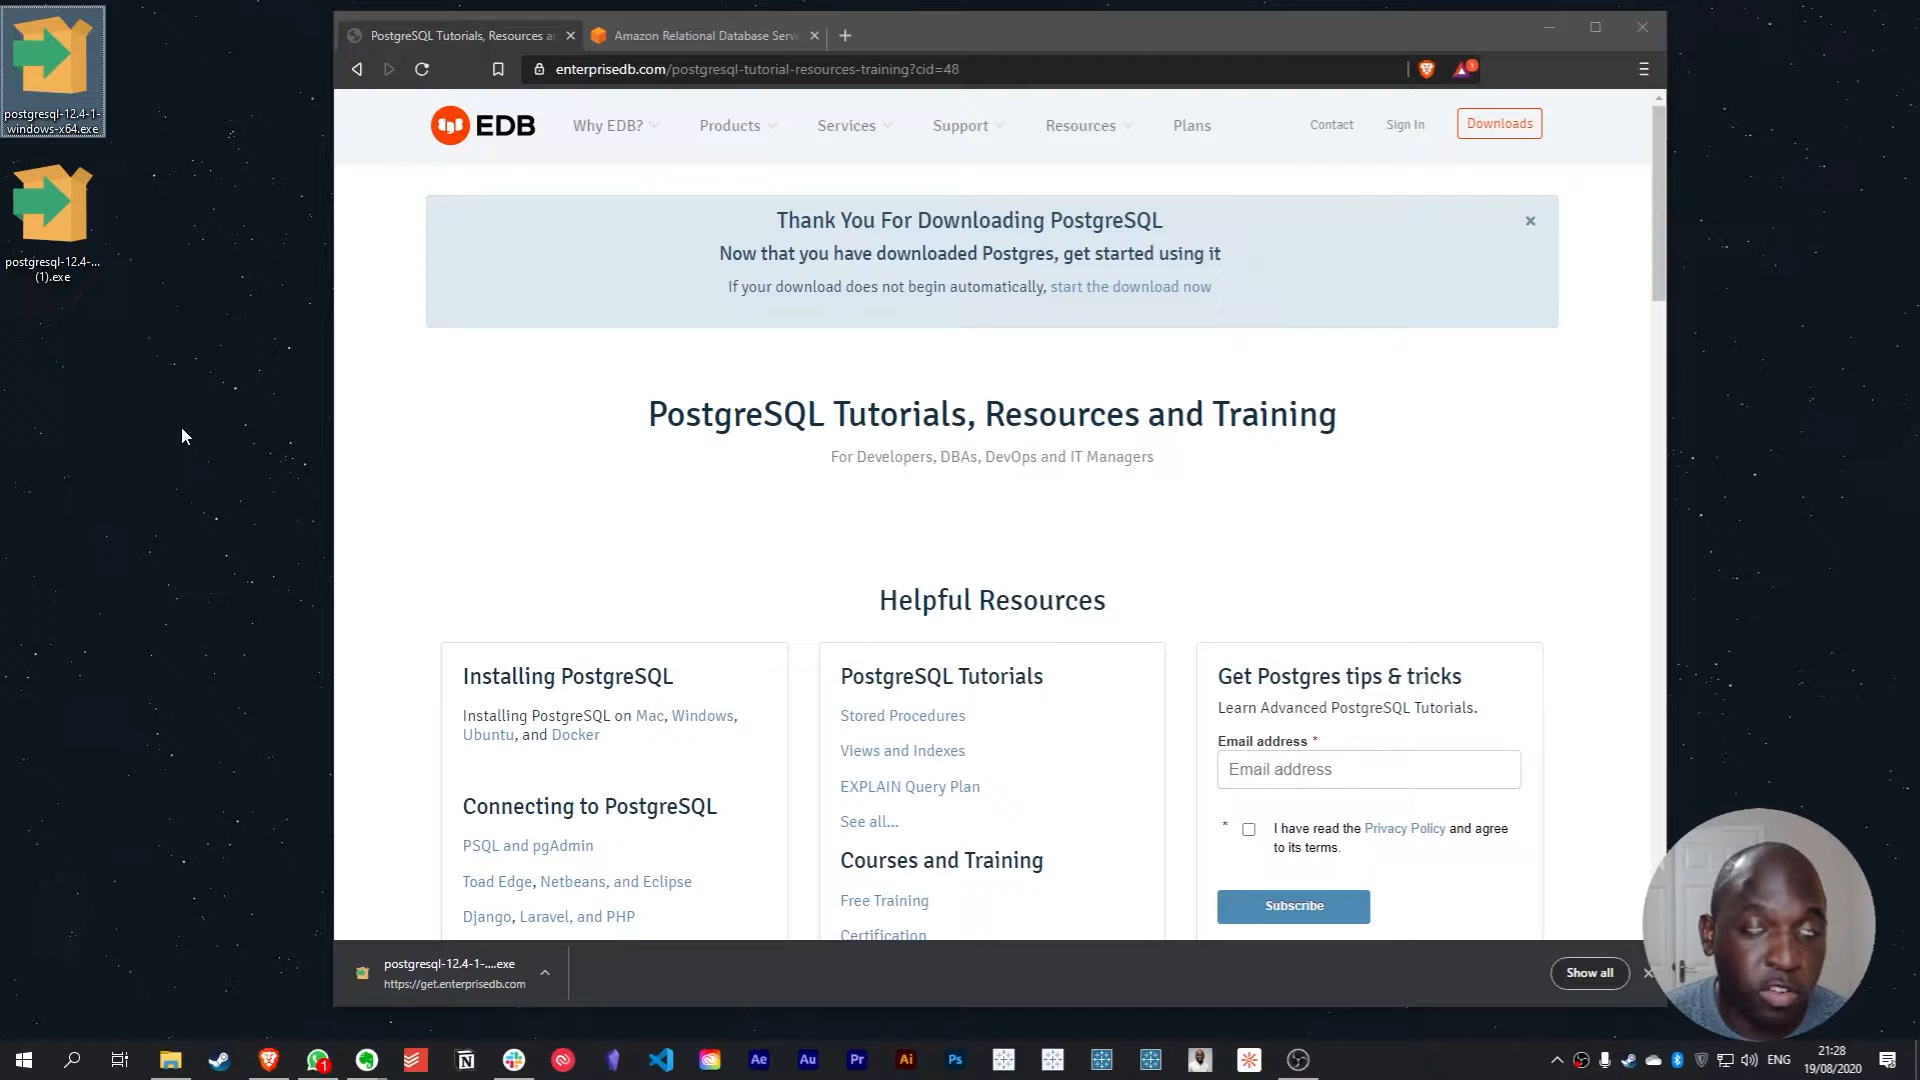 postgresql-12.4-1-
windows-x64.exe
postgresql-12.4-...
(1).exe
PostgreSQL Tutorials, Resources a
Amazon Relational Database Serv
enterprisedb.com/postgresql-tutorial-resources-training?cid=48
1
EDB
Why EDB?
Products
Services
Support
Resources
Plans
Contact
Sign In
Downloads
Thank You For Downloading PostgreSQL
Now that you have downloaded Postgres, get started using it
If your download does not begin automatically, start the download now
PostgreSQL Tutorials, Resources and Training
For Developers, DBAs, DevOps and IT Managers
Helpful Resources
Installing PostgreSQL
Installing PostgreSQL on Mac, Windows,
Ubuntu, and Docker
Connecting to PostgreSQL
PSQL and pgAdmin
Toad Edge, Netbeans, and Eclipse
Django, Laravel, and PHP
PostgreSQL Tutorials
Stored Procedures
Views and Indexes
EXPLAIN Query Plan
See all...
Courses and Training
Free Training
Certification
Get Postgres tips & tricks
Learn Advanced PostgreSQL Tutorials.
Email address *
Email address
* I have read the Privacy Policy and agree
to its terms.
Subscribe
postgresql-12.4-1-....exe
https://get.enterprisedb.com
Show all
1
N
Ae
Au
Pr
Ai
Ps
ENG
21:28
19/08/2020